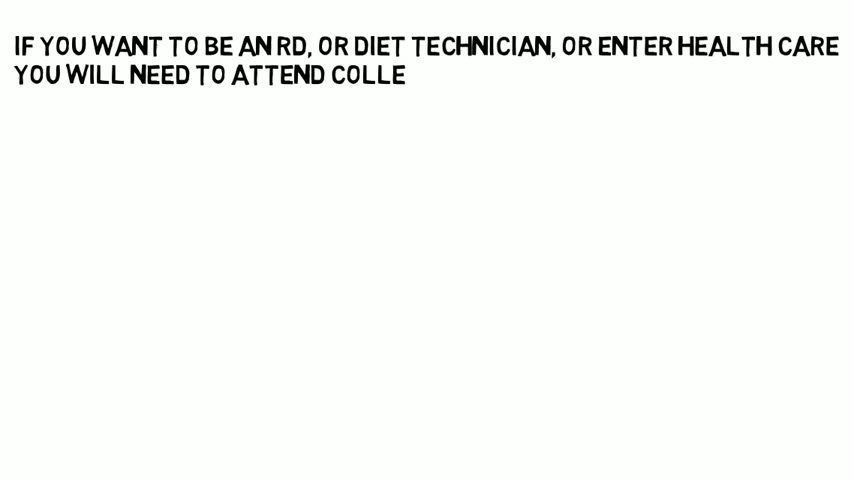 IF YOU WANT TO BE AN RD, OR DIET TECHNICIAN, OR ENTER HEALTH CARE
YOU WILL NEED TO ATTEND COLLE